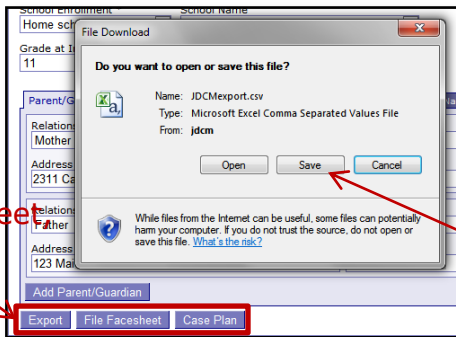 School Enrollment * School Name
Home sch
Grade at I
11
File Download
Do you want to open or save this file?
Name: JDCMexport.csv
Type: Microsoft Excel Comma Separated Values File
From: jdcm
Open Save Cancel
While files from the Internet can be useful, some files can potentially
harm your computer. If you do not trust the source, do not open or
save this file. What's the risk?
Parent/G
Relations
Mother
Address
2311 Ca
eet,
Relations
Father
Address
123 Mai
Add Parent/Guardian
Export File Facesheet Case Plan